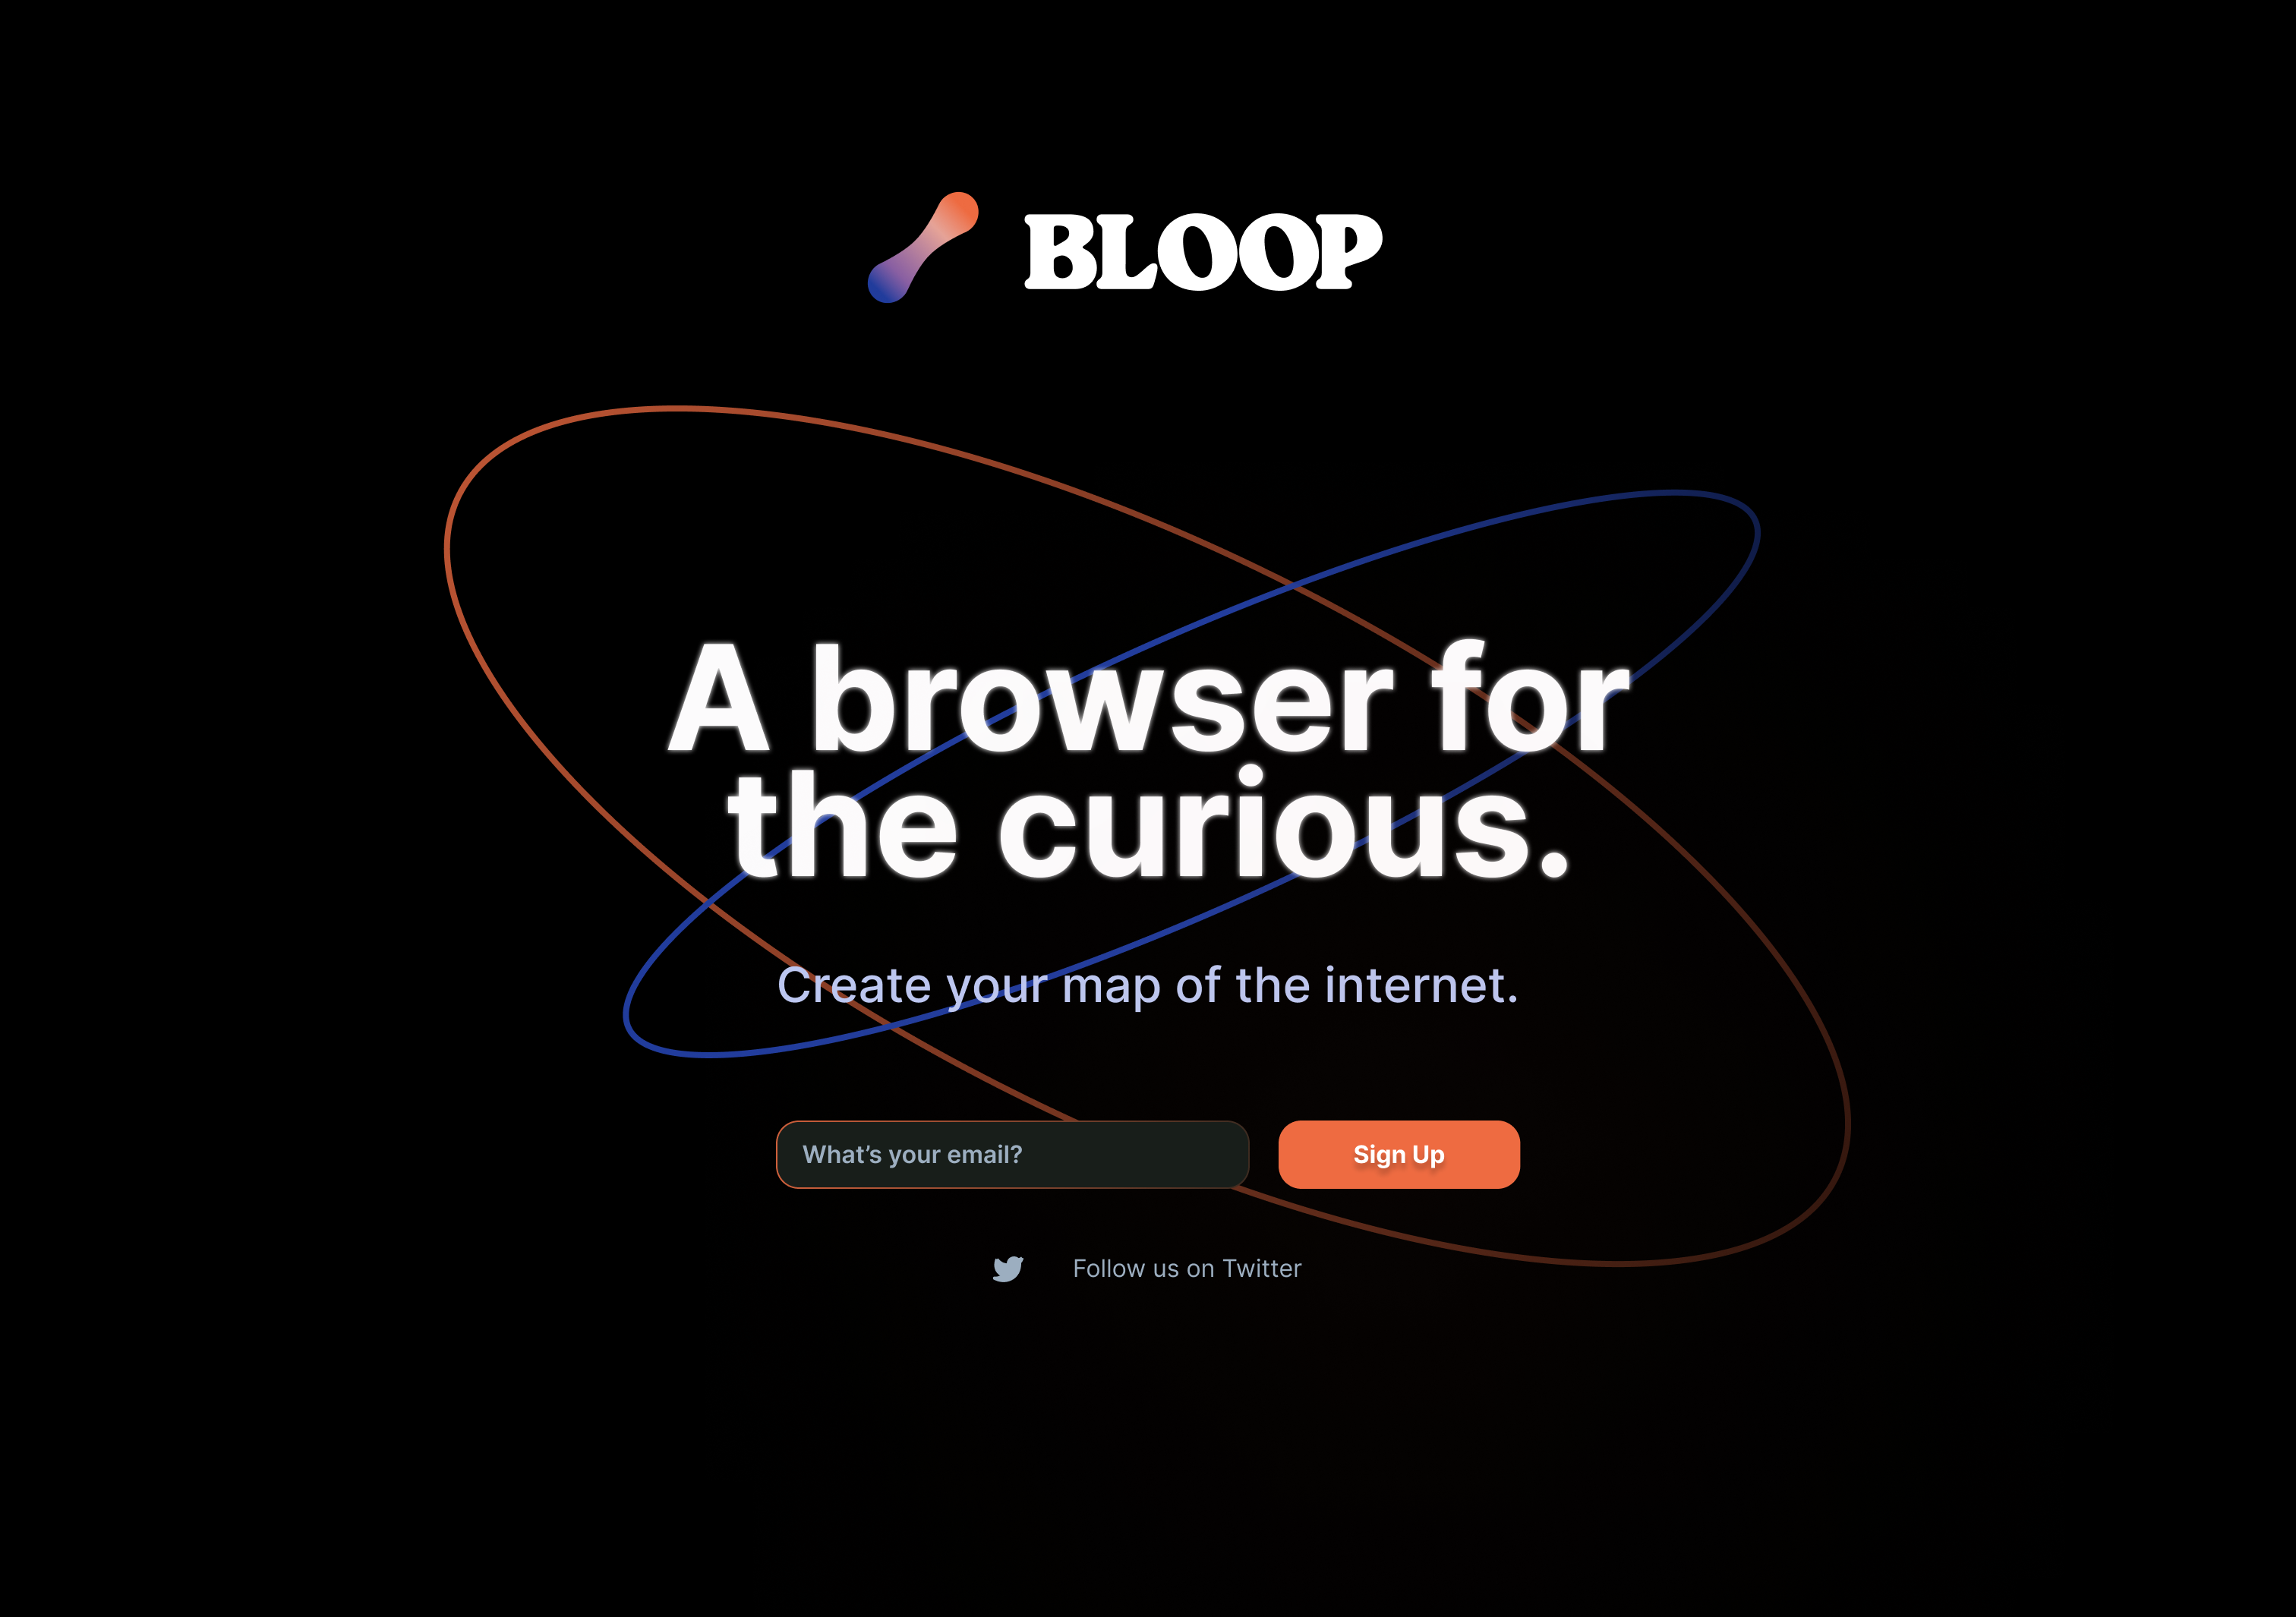 BLOOP
A browser for
the curious.
Create your map of the internet.
What’s your email?
Sign Up
Follow us on Twitter